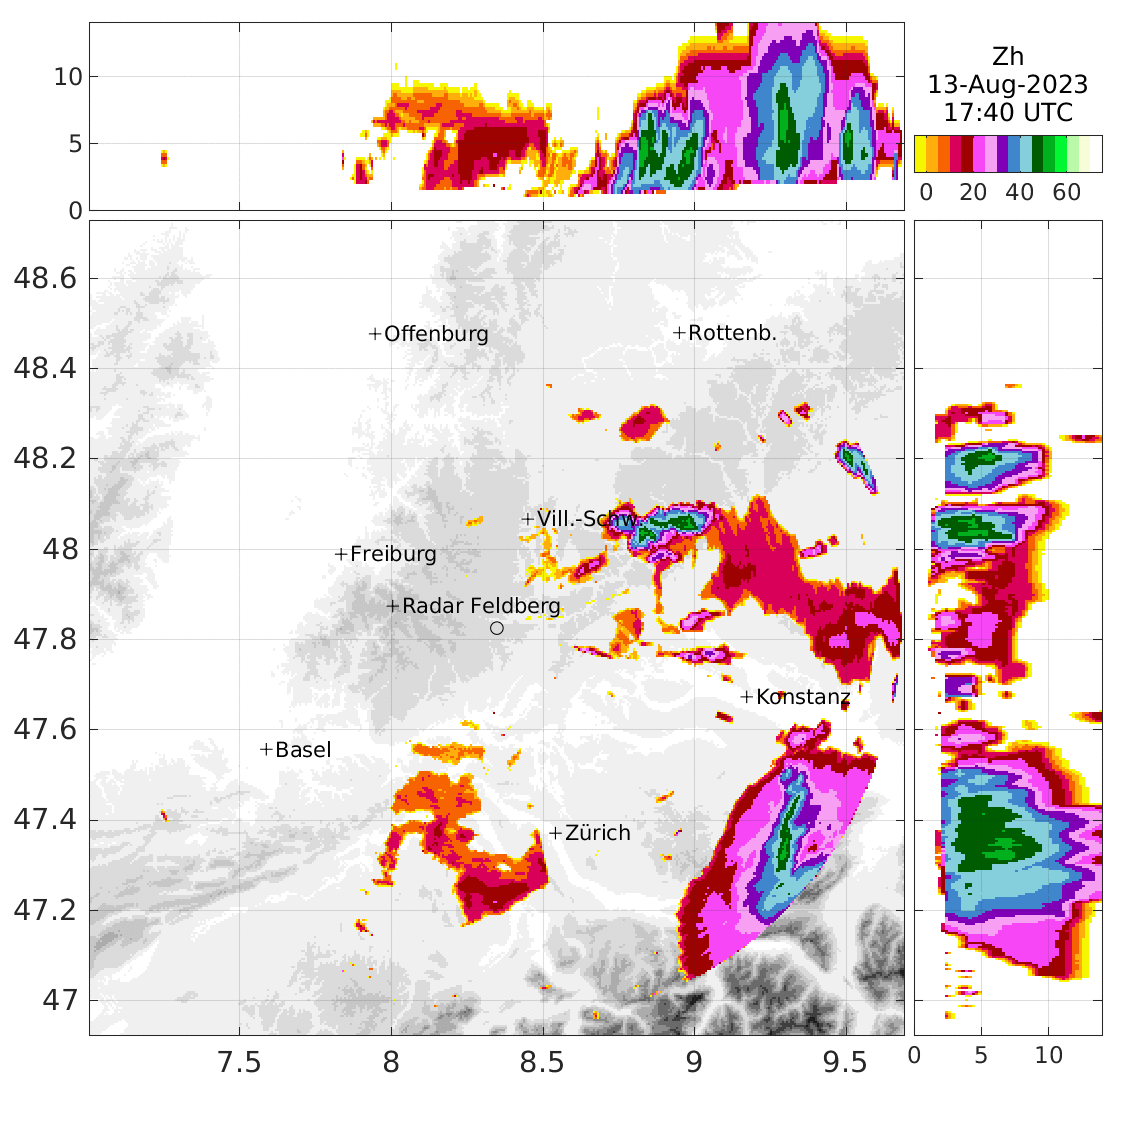 10
5
0
Zh
13-Aug-2023
17:40 UTC
0 20 40 60
48.6
48.4
48.2
48
47.8
47.6
47.4
47.2
47
Offenburg
Rottenb.
Vill.-Schw.
Freiburg
Radar Feldberg
Konstanz
Basel
Zürich
7.5 8 8.5 9 9.5
0 5 10